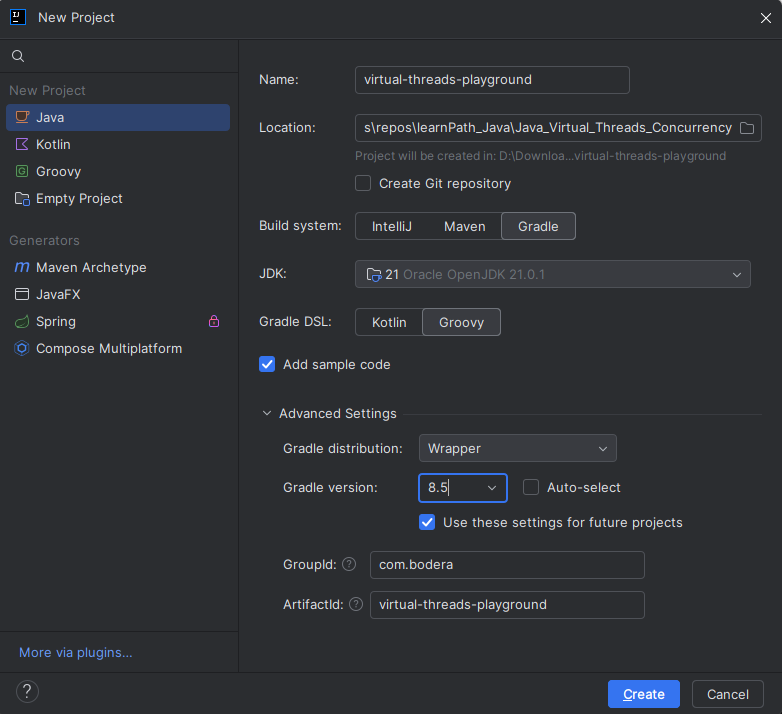 New Project
New Project
Java
Kotlin
Groovy
Empty Project
Generators
Maven Archetype
JavaFX
Spring
Compose Multiplatform
More via plugins...
Name: virtual-threads-playground
Location: s\repos\learnPath_Java\Java_Virtual_Threads_Concurrency
Project will be created in: D:\Downloa...virtual-threads-playground
Create Git repository
Build system: IntelliJ Maven Gradle
JDK: 21 Oracle OpenJDK 21.0.1
Gradle DSL: Kotlin Groovy
Add sample code
Advanced Settings
Gradle distribution: Wrapper
Gradle version: 8.5 Auto-select
Use these settings for future projects
GroupId: ? com.bodera
ArtifactId: ? virtual-threads-playground
? Create Cancel